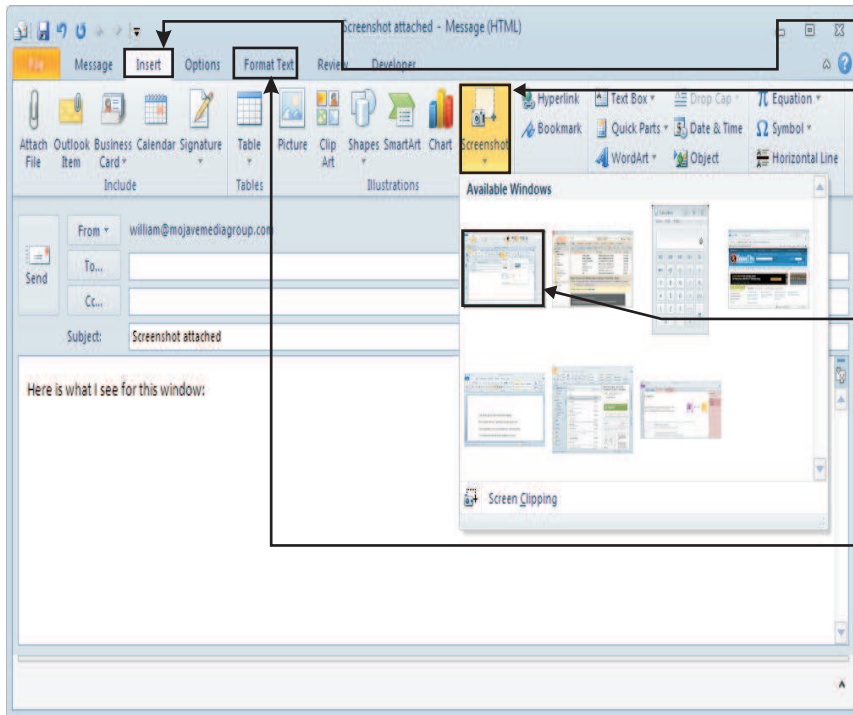 Screenshot attached - Message (HTML)
File Message Insert Options Format Text Review Developer
Attach File
Outlook Item
Business Card
Calendar
Signature
Table
Picture
Clip Art
Shapes
SmartArt
Chart
Screenshot
Hyperlink
Bookmark
Text Box
Quick Parts
WordArt
Drop Cap
Date & Time
Object
Equation
Symbol
Horizontal Line
Include Tables Illustrations
Available Windows
Screen Clipping
Send
From william@mojavemediagroup.com
To...
Cc...
Subject: Screenshot attached
Here is what I see for this window: